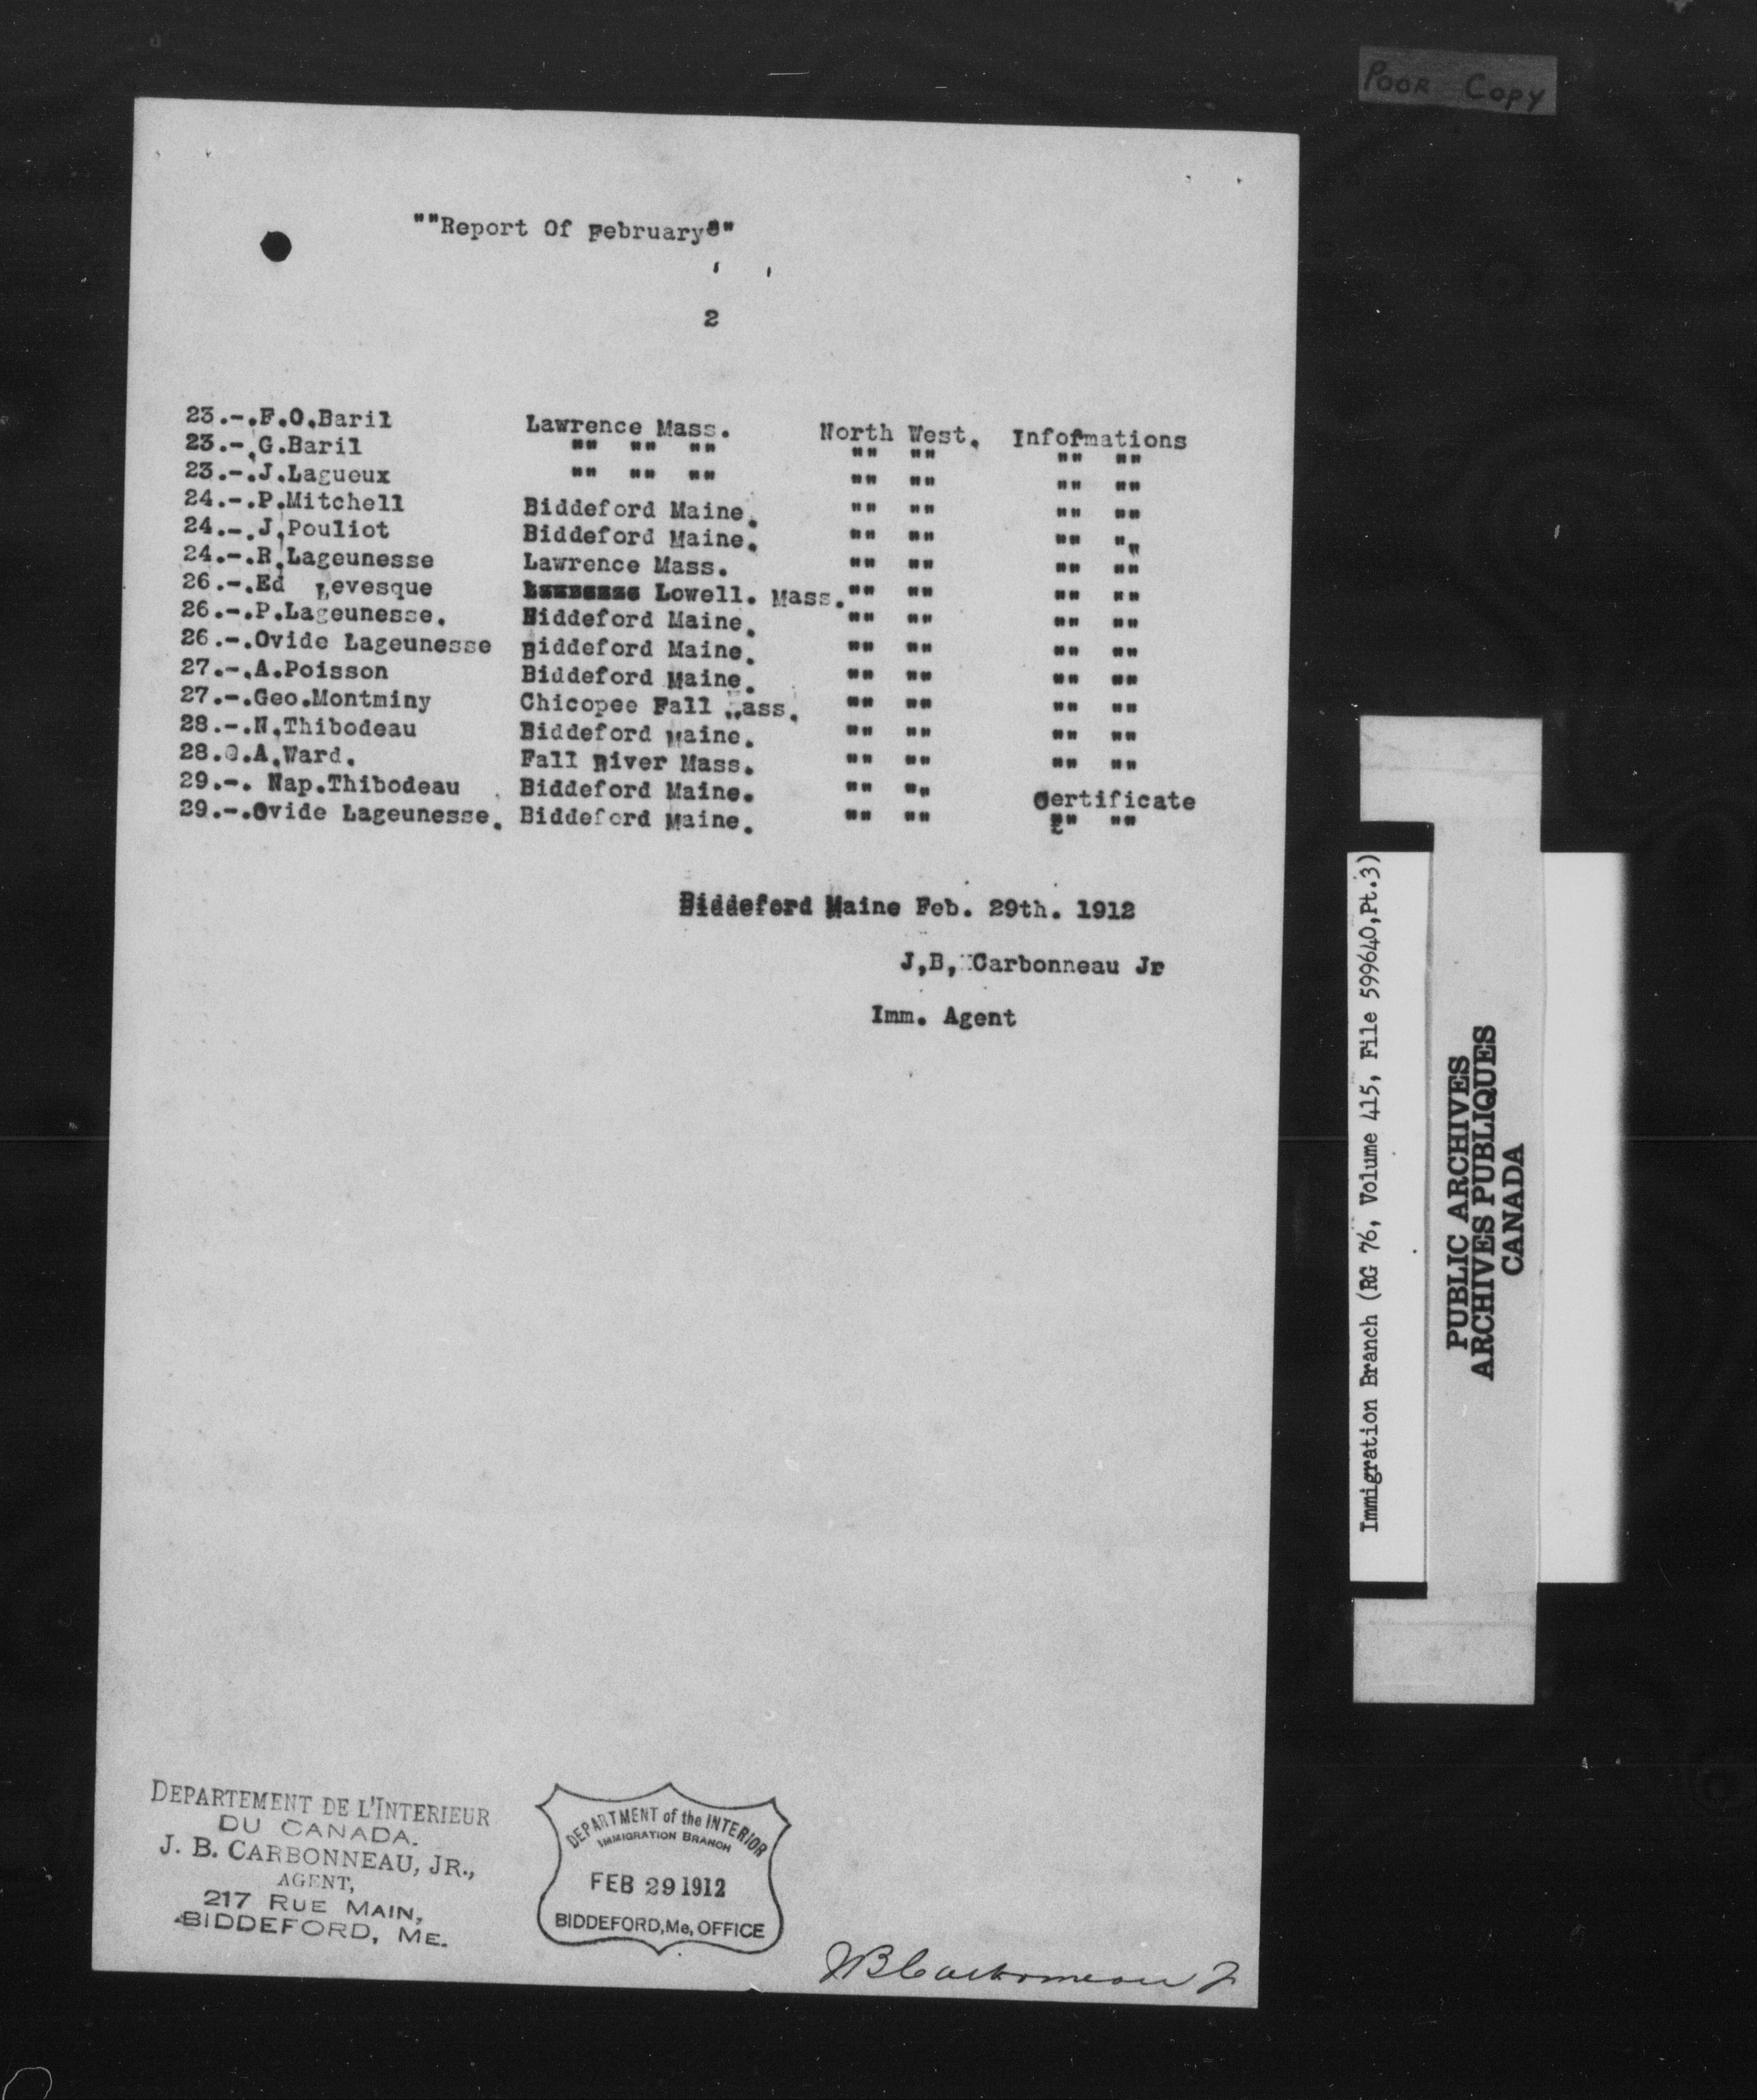 POOR COPY
""Report Of February""
2
23.-.F.O.Baril Lawrence Mass. North West. Informations
23.-.G.Baril "" "" "" "" "" "" ""
23.-.J.Lagueux "" "" "" "" "" "" ""
24.-.P.Mitchell Biddeford Maine. "" "" "" ""
24.-.J.Pouliot Biddeford Maine. "" "" "" ""
24.-.R.Lageunesse Lawrence Mass. "" "" "" ""
26.-.Ed Levesque Lowell. Mass. "" "" "" ""
26.-.P.Lageunesse. Biddeford Maine. "" "" "" ""
26.-.Ovide Lageunesse Biddeford Maine. "" "" "" ""
27.-.A.Poisson Biddeford Maine. "" "" "" ""
27.-.Geo.Montminy Chicopee Fall Mass. "" "" "" ""
28.-.N.Thibodeau Biddeford Maine. "" "" "" ""
28.0.A.Ward. Fall River Mass. "" "" "" ""
29.-. Nap.Thibodeau Biddeford Maine. "" "" Certificate
29.-.Ovide Lageunesse. Biddeford Maine. "" "" "" ""
Biddeford Maine Feb. 29th. 1912
J,B, Carbonneau Jr
Imm. Agent
DEPARTEMENT DE L'INTERIEUR
DU CANADA.
J. B. CARBONNEAU, JR.,
AGENT,
217 RUE MAIN,
BIDDEFORD, ME.
DEPARTMENT of the INTERIOR
IMMIGRATION BRANCH
FEB 29 1912
BIDDEFORD, Me, OFFICE
JB Carbonneau Jr
Immigration Branch (RG 76, Volume 415, File 599640,Pt.3)
PUBLIC ARCHIVES
ARCHIVES PUBLIQUES
CANADA